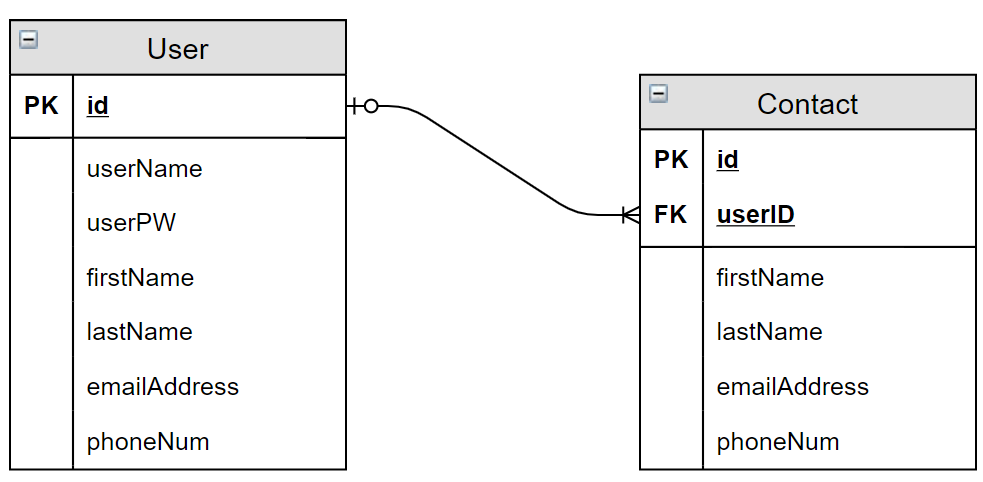 User
PK id
userName
userPW
firstName
lastName
emailAddress
phoneNum
Contact
PK id
FK userID
firstName
lastName
emailAddress
phoneNum